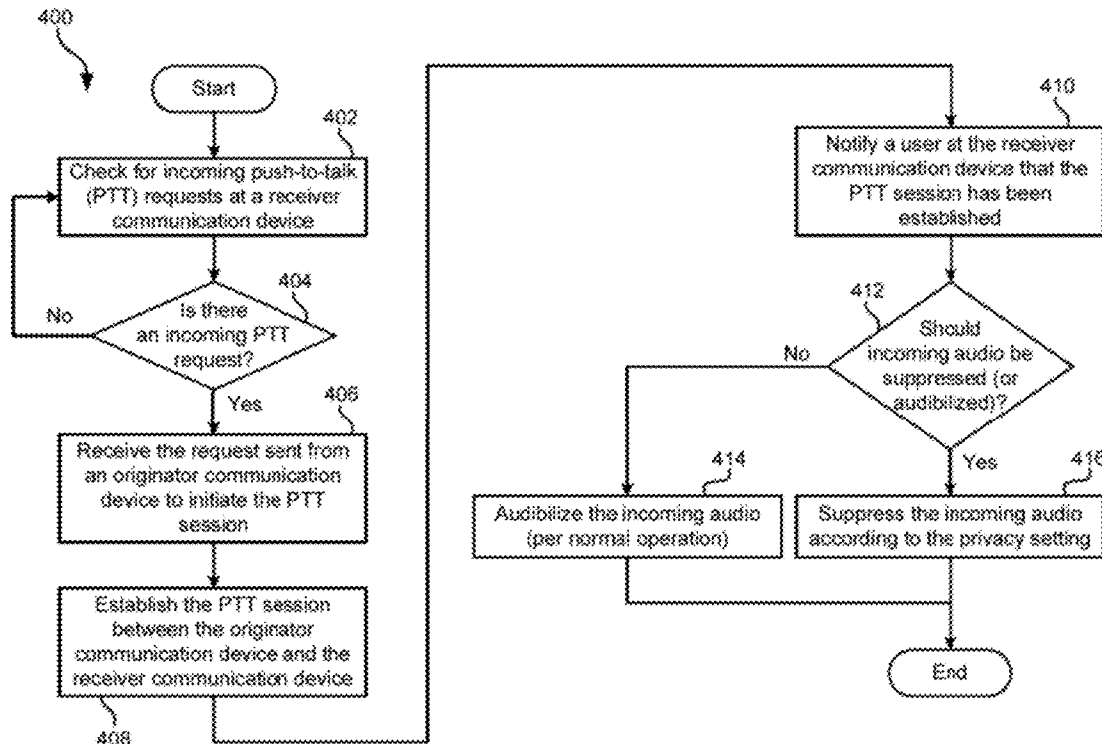 400
Start
402
Check for incoming push-to-talk
(PTT) requests at a receiver
communication device
404
Is there
an incoming PTT
request?
No
Yes
406
Receive the request sent from
an originator communication
device to initiate the PTT
session
Establish the PTT session
between the originator
communication device and the
receiver communication device
408
410
Notify a user at the receiver
communication device that the
PTT session has been
established
412
Should
incoming audio be
suppressed (or
audibilized)?
No
Yes
414
Audibilize the incoming audio
(per normal operation)
416
Suppress the incoming audio
according to the privacy setting
End